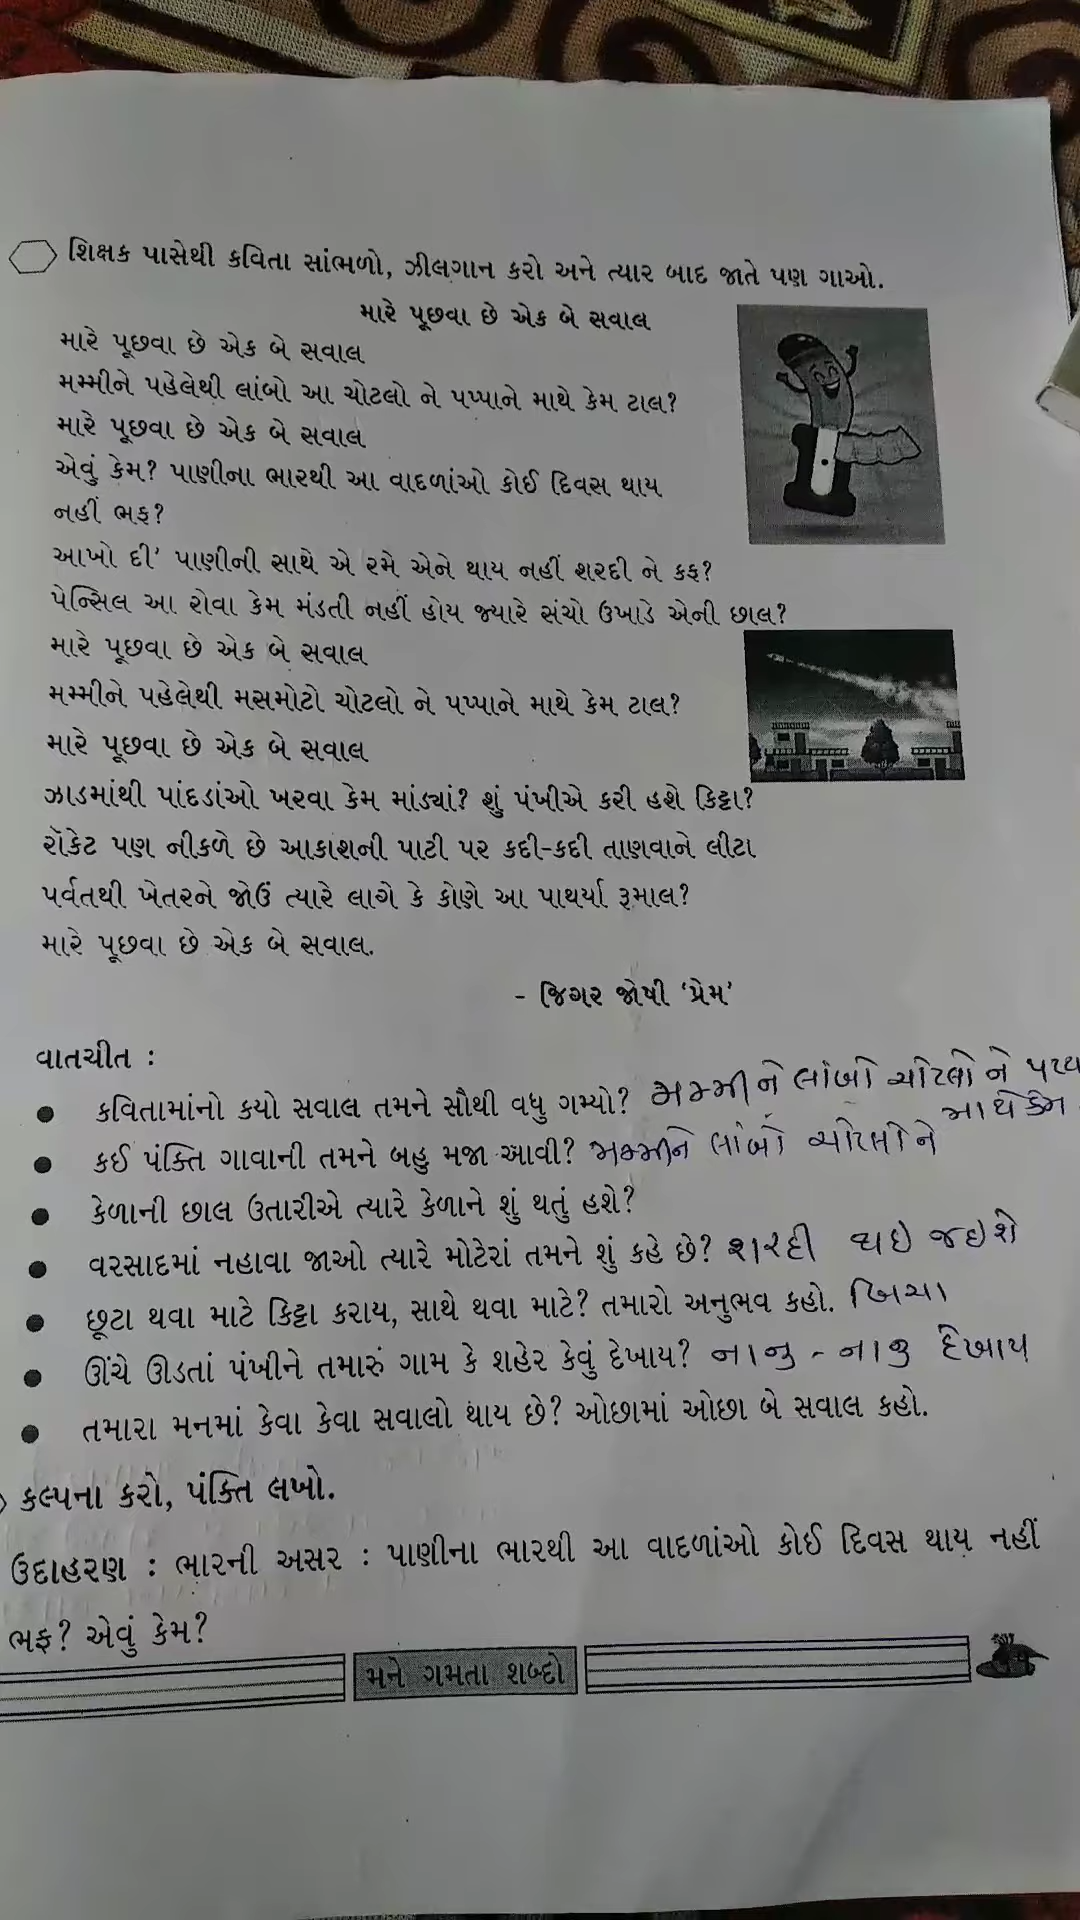 શિક્ષક પાસેથી કવિતા સાંભળો, ઝીલગાન કરો અને ત્યાર બાદ જાતે પણ ગાઓ.
મારે પૂછવા છે એક બે સવાલ
મારે પૂછવા છે એક બે સવાલ
મમ્મીને પહેલેથી લાંબો આ ચોટલો ને પપ્પાને માથે કેમ ટાલ?
મારે પૂછવા છે એક બે સવાલ
એવું કેમ? પાણીના ભારથી આ વાદળાંઓ કોઈ દિવસ થાય
નહીં ભફ?
આખો દી' પાણીની સાથે એ રમે એને થાય નહીં શરદી ને કફ?
પેન્સિલ આ રોવા કેમ મંડતી નહીં હોય જ્યારે સંચો ઉખાડે એની છાલ?
મારે પૂછવા છે એક બે સવાલ
મમ્મીને પહેલેથી મસમોટો ચોટલો ને પપ્પાને માથે કેમ ટાલ?
મારે પૂછવા છે એક બે સવાલ
ઝાડમાંથી પાંદડાંઓ ખરવા કેમ માંડ્યાં? શું પંખીએ કરી હશે કિટ્ટા?
રૉકેટ પણ નીકળે છે આકાશની પાટી પર કદી-કદી તાણવાને લીટા
પર્વતથી ખેતરને જોઉં ત્યારે લાગે કે કોણે આ પાથર્યા રૂમાલ?
મારે પૂછવા છે એક બે સવાલ.
- જિગર જોષી 'પ્રેમ'
વાતચીત :
• કવિતામાંનો કયો સવાલ તમને સૌથી વધુ ગમ્યો? મમ્મીને લાંબો ચોટલો ને
માથે કેમ
• કઈ પંક્તિ ગાવાની તમને બહુ મજા આવી? મમ્મીને લાંબો ચોટલો ને
• કેળાની છાલ ઉતારીએ ત્યારે કેળાને શું થતું હશે?
• વરસાદમાં નહાવા જાઓ ત્યારે મોટેરાં તમને શું કહે છે? શરદી થઇ જઇશે
• છૂટા થવા માટે કિટ્ટા કરાય, સાથે થવા માટે? તમારો અનુભવ કહો. બિચા
• ઊંચે ઊડતાં પંખીને તમારું ગામ કે શહેર કેવું દેખાય? નાનુ - નાનુ દેખાય
• તમારા મનમાં કેવા કેવા સવાલો થાય છે? ઓછામાં ઓછા બે સવાલ કહો.
કલ્પના કરો, પંક્તિ લખો.
ઉદાહરણ : ભારની અસર : પાણીના ભારથી આ વાદળાંઓ કોઈ દિવસ થાય નહીં
ભફ? એવું કેમ?
મને ગમતા શબ્દો